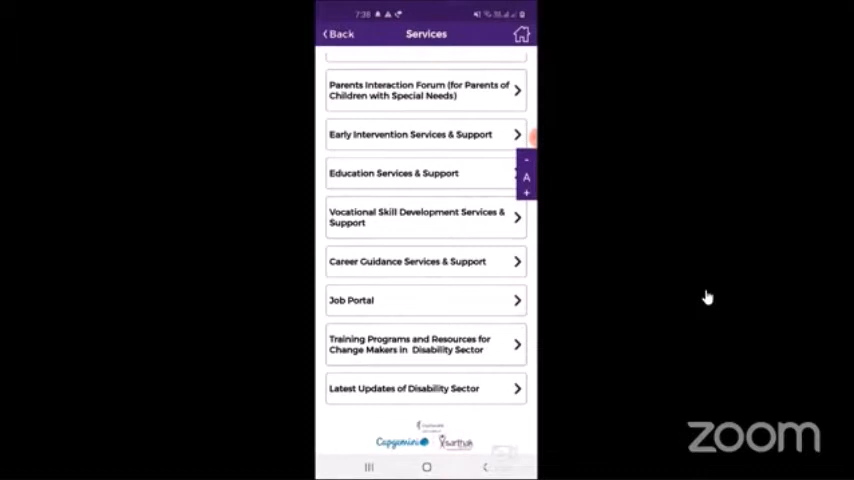 7:38
Back
Services
Parents Interaction Forum (for Parents of
Children with Special Needs)
Early Intervention Services & Support
-
A
+
Education Services & Support
Vocational Skill Development Services &
Support
Career Guidance Services & Support
Job Portal
Training Programs and Resources for
Change Makers in Disability Sector
Latest Updates of Disability Sector
Capgemini
sarthak
zoom